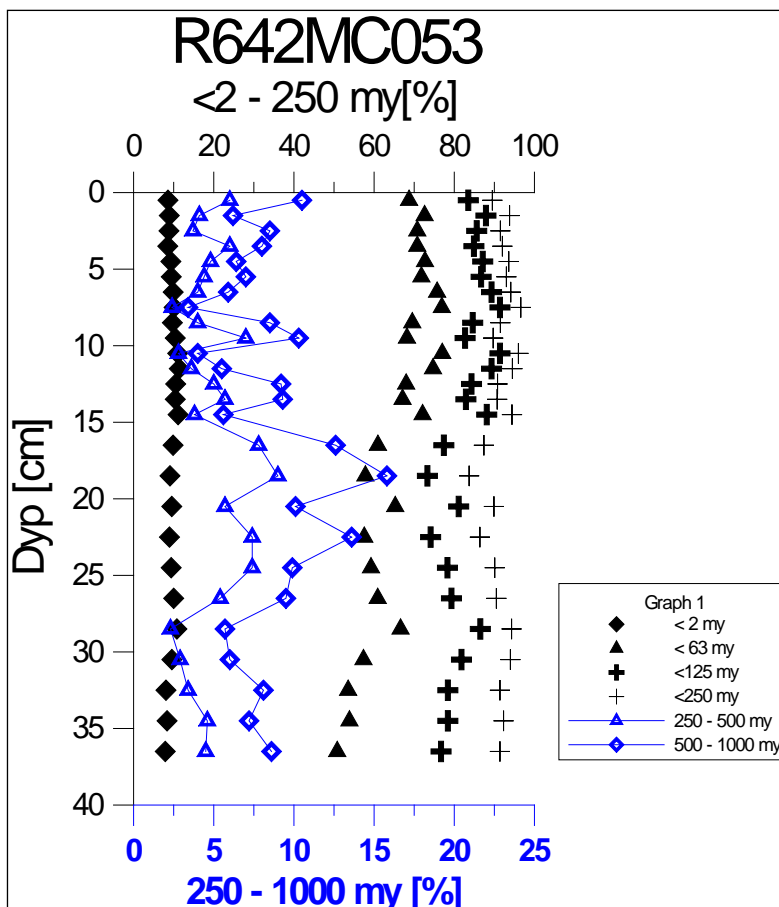 R642MC053
<2 - 250 my[%]
0 20 40 60 80 100
Dyp [cm]
0
5
10
15
20
25
30
35
40
0 5 10 15 20 25
250 - 1000 my [%]
Graph 1
< 2 my
< 63 my
<125 my
<250 my
250 - 500 my
500 - 1000 my